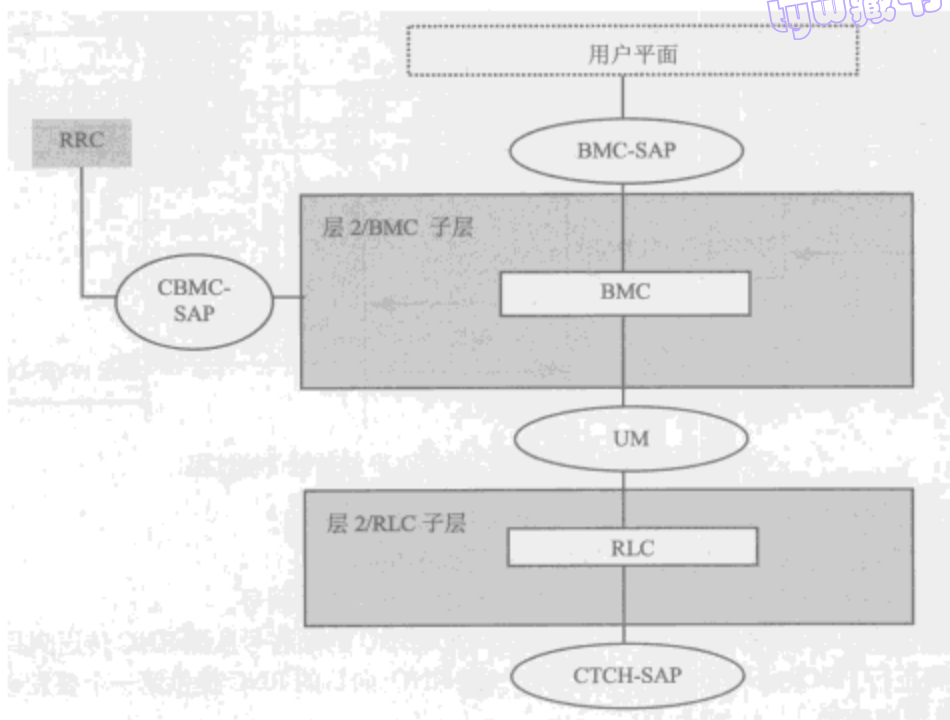 用户平面
RRC
BMC-SAP
层 2/BMC 子层
CBMC-
SAP
BMC
UM
层 2/RLC 子层
RLC
CTCH-SAP